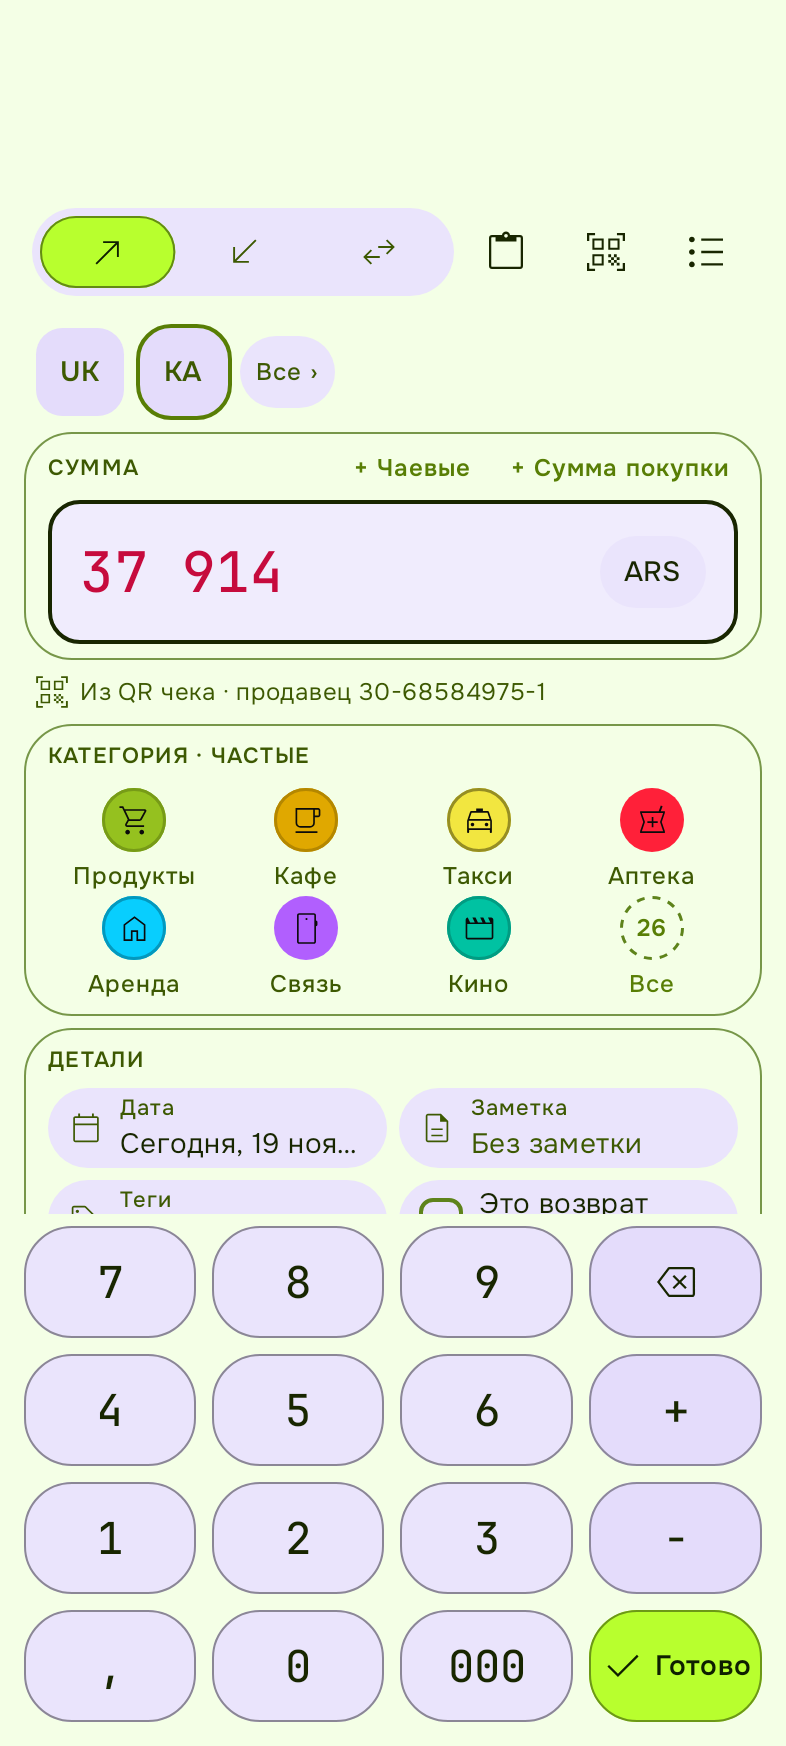 UK
KA
Все ›
СУММА
+ Чаевые
+ Сумма покупки
37 914
ARS
Из QR чека · продавец 30-68584975-1
КАТЕГОРИЯ · ЧАСТЫЕ
Продукты
Кафе
Такси
Аптека
26
Аренда
Связь
Кино
Все
ДЕТАЛИ
Дата
Сегодня, 19 ноя...
Заметка
Без заметки
Теги
Это возврат
7
8
9
4
5
6
+
1
2
3
-
,
0
000
Готово